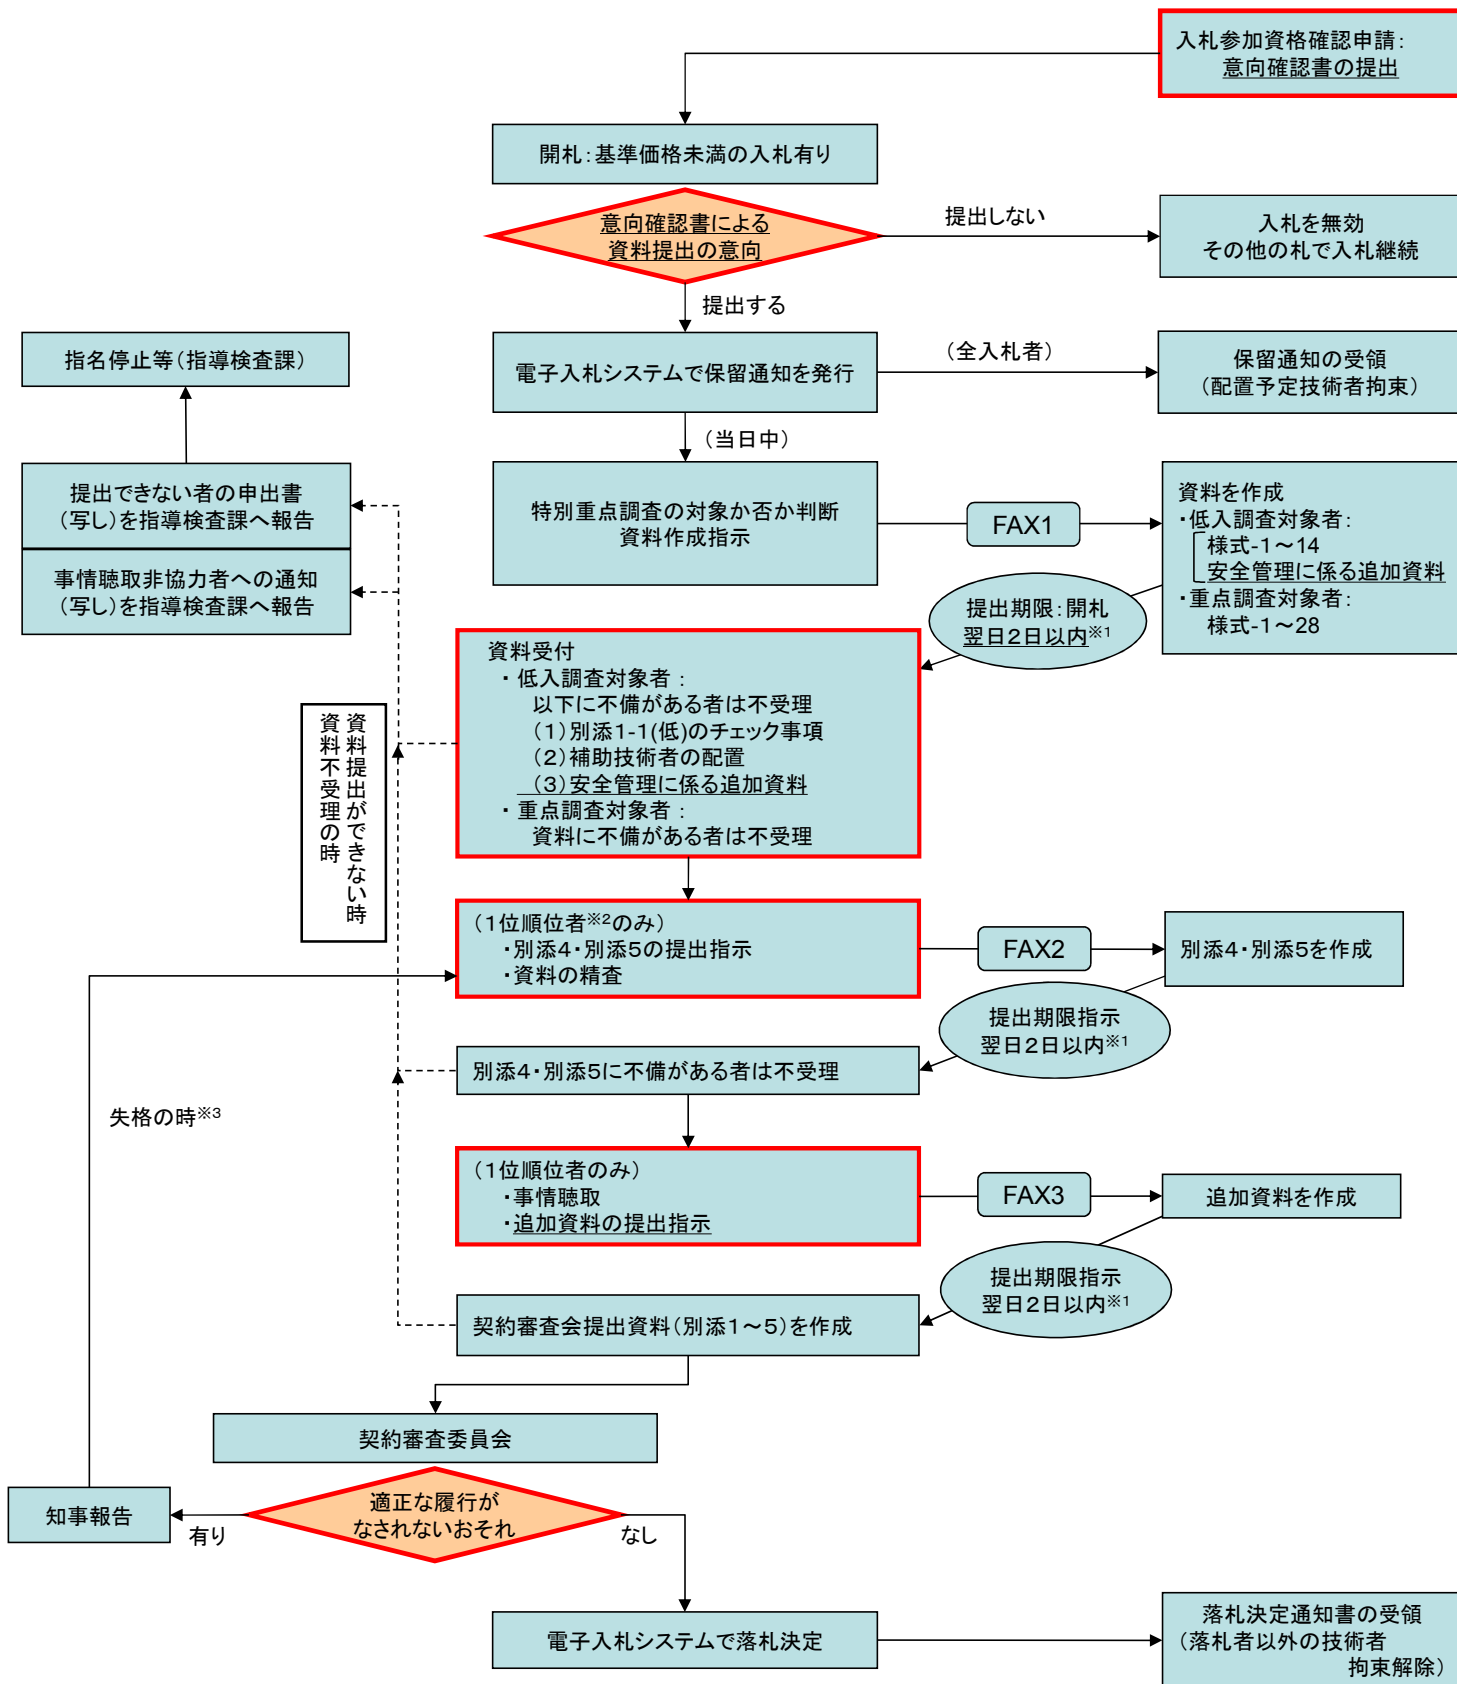 入札参加資格確認申請：
意向確認書の提出
開札：基準価格未満の入札有り
意向確認書による
資料提出の意向
提出しない
入札を無効
その他の札で入札継続
提出する
指名停止等（指導検査課）
電子入札システムで保留通知を発行
（全入札者）
保留通知の受領
（配置予定技術者拘束）
（当日中）
提出できない者の申出書
（写し）を指導検査課へ報告
特別重点調査の対象か否か判断
資料作成指示
FAX1
資料を作成
・低入調査対象者：
様式-1～14
安全管理に係る追加資料
・重点調査対象者：
様式-1～28
事情聴取非協力者への通知
（写し）を指導検査課へ報告
提出期限：開札
翌日2日以内※1
資料受付
・ 低入調査対象者：
以下に不備がある者は不受理
（1）別添1-1(低)のチェック事項
（2）補助技術者の配置
（3）安全管理に係る追加資料
・ 重点調査対象者：
資料に不備がある者は不受理
資料提出ができない時
資料不受理の時
（1位順位者※2のみ）
・別添4・別添5の提出指示
・資料の精査
FAX2
別添4・別添5を作成
提出期限指示
翌日2日以内※1
別添4・別添5に不備がある者は不受理
失格の時※3
（1位順位者のみ）
・事情聴取
・追加資料の提出指示
FAX3
追加資料を作成
提出期限指示
翌日2日以内※1
契約審査会提出資料（別添1～5）を作成
契約審査委員会
適正な履行が
なされないおそれ
知事報告
有り
なし
電子入札システムで落札決定
落札決定通知書の受領
（落札者以外の技術者
拘束解除）